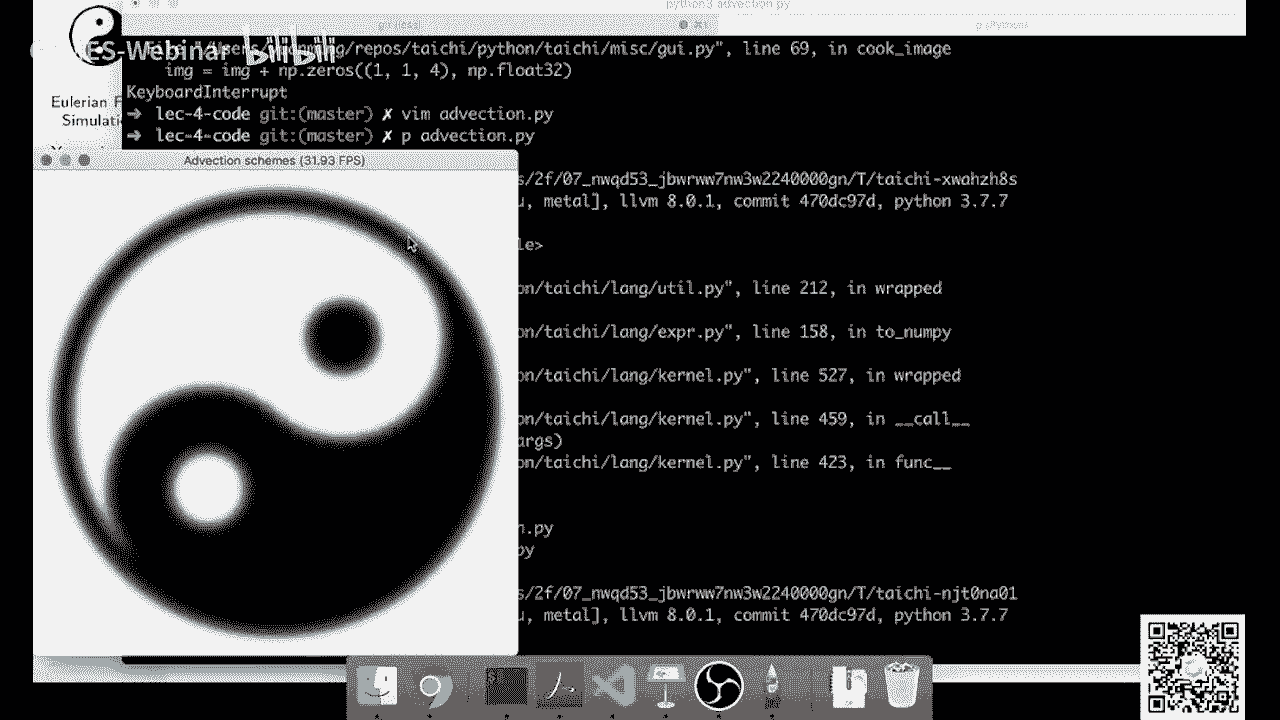 python3 advection.py
ES-Webinar bilibili
/repos/taichi/python/taichi/misc/gui.py", line 69, in cook_image
img = img + np.zeros((1, 1, 4), np.float32)
KeyboardInterrupt
➜ lec-4-code git:(master) ✗ vim advection.py
➜ lec-4-code git:(master) ✗ p advection.py
Eulerian F
Simulati
Advection schemes (31.93 FPS)
s/2f/07_nwqd53_jbwrww7nw3w2240000gn/T/taichi-xwahzh8s
u, metal], llvm 8.0.1, commit 470dc97d, python 3.7.7
le>
on/taichi/lang/util.py", line 212, in wrapped
on/taichi/lang/expr.py", line 158, in to_numpy
on/taichi/lang/kernel.py", line 527, in wrapped
on/taichi/lang/kernel.py", line 459, in __call__
args)
on/taichi/lang/kernel.py", line 423, in func__
n.py
py
s/2f/07_nwqd53_jbwrww7nw3w2240000gn/T/taichi-njt0na01
u, metal], llvm 8.0.1, commit 470dc97d, python 3.7.7